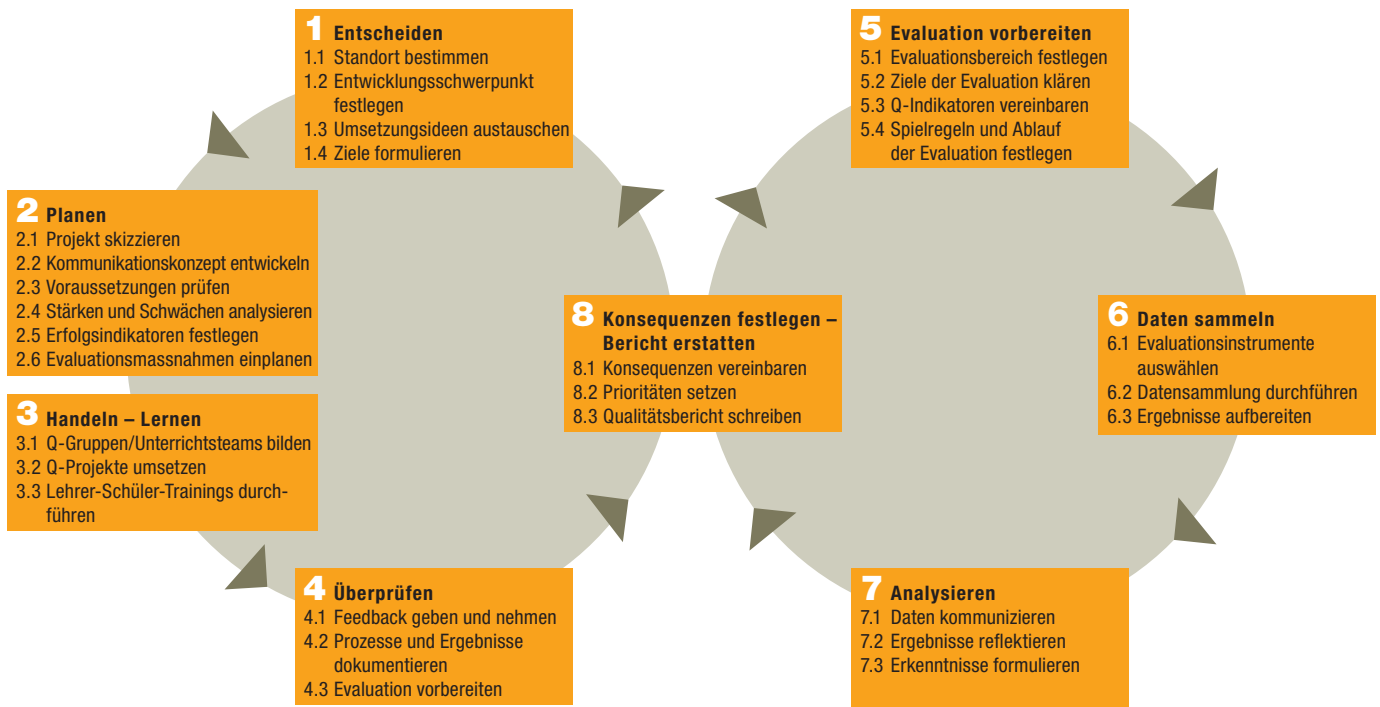 1 Entscheiden
1.1 Standort bestimmen
1.2 Entwicklungsschwerpunkt
festlegen
1.3 Umsetzungsideen austauschen
1.4 Ziele formulieren
2 Planen
2.1 Projekt skizzieren
2.2 Kommunikationskonzept entwickeln
2.3 Voraussetzungen prüfen
2.4 Stärken und Schwächen analysieren
2.5 Erfolgsindikatoren festlegen
2.6 Evaluationsmassnahmen einplanen
3 Handeln – Lernen
3.1 Q-Gruppen/Unterrichtsteams bilden
3.2 Q-Projekte umsetzen
3.3 Lehrer-Schüler-Trainings durch-
führen
4 Überprüfen
4.1 Feedback geben und nehmen
4.2 Prozesse und Ergebnisse
dokumentieren
4.3 Evaluation vorbereiten
5 Evaluation vorbereiten
5.1 Evaluationsbereich festlegen
5.2 Ziele der Evaluation klären
5.3 Q-Indikatoren vereinbaren
5.4 Spielregeln und Ablauf
der Evaluation festlegen
6 Daten sammeln
6.1 Evaluationsinstrumente
auswählen
6.2 Datensammlung durchführen
6.3 Ergebnisse aufbereiten
7 Analysieren
7.1 Daten kommunizieren
7.2 Ergebnisse reflektieren
7.3 Erkenntnisse formulieren
8 Konsequenzen festlegen –
Bericht erstatten
8.1 Konsequenzen vereinbaren
8.2 Prioritäten setzen
8.3 Qualitätsbericht schreiben